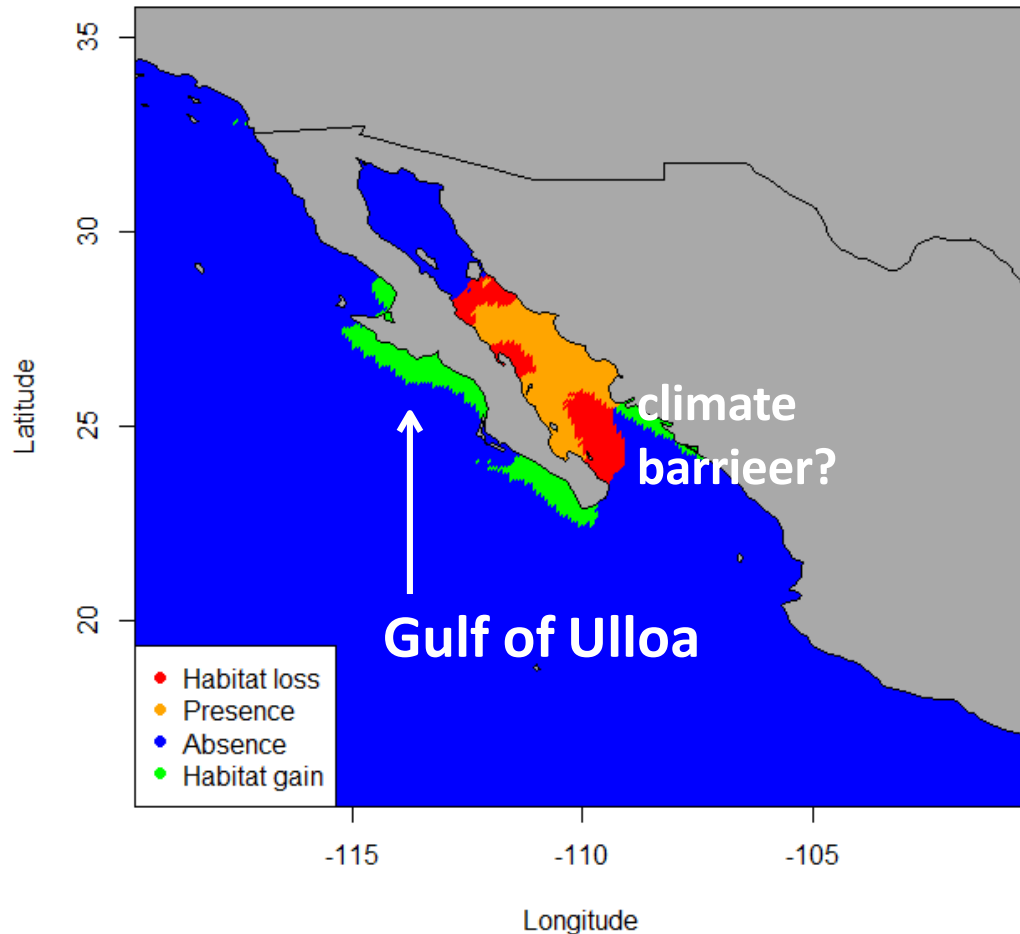 35
30
25
20
Latitude
climate
barrieer?
Gulf of Ulloa
Habitat loss
Presence
Absence
Habitat gain
-115
-110
-105
Longitude